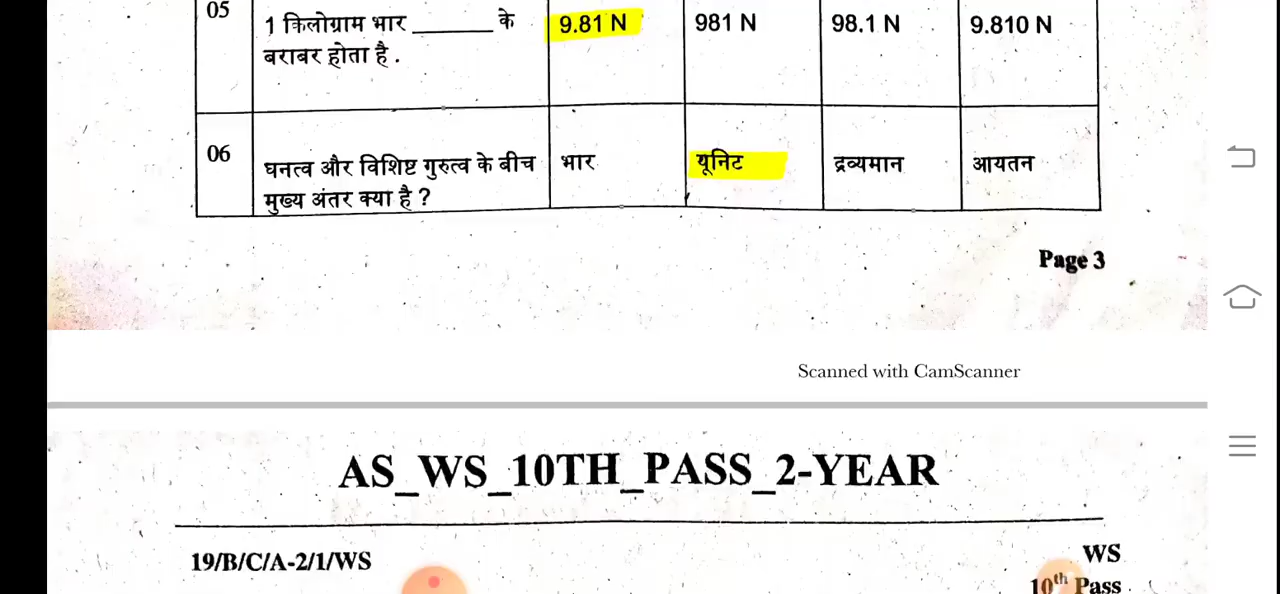 05
1 किलोग्राम भार ______ के
बराबर होता है .
9.81 N
981 N
98.1 N
9.810 N
06
घनत्व और विशिष्ट गुरुत्व के बीच
मुख्य अंतर क्या है ?
भार
यूनिट
द्रव्यमान
आयतन
Page 3
Scanned with CamScanner
AS_WS_10TH_PASS_2-YEAR
19/B/C/A-2/1/WS
WS
10th Pass